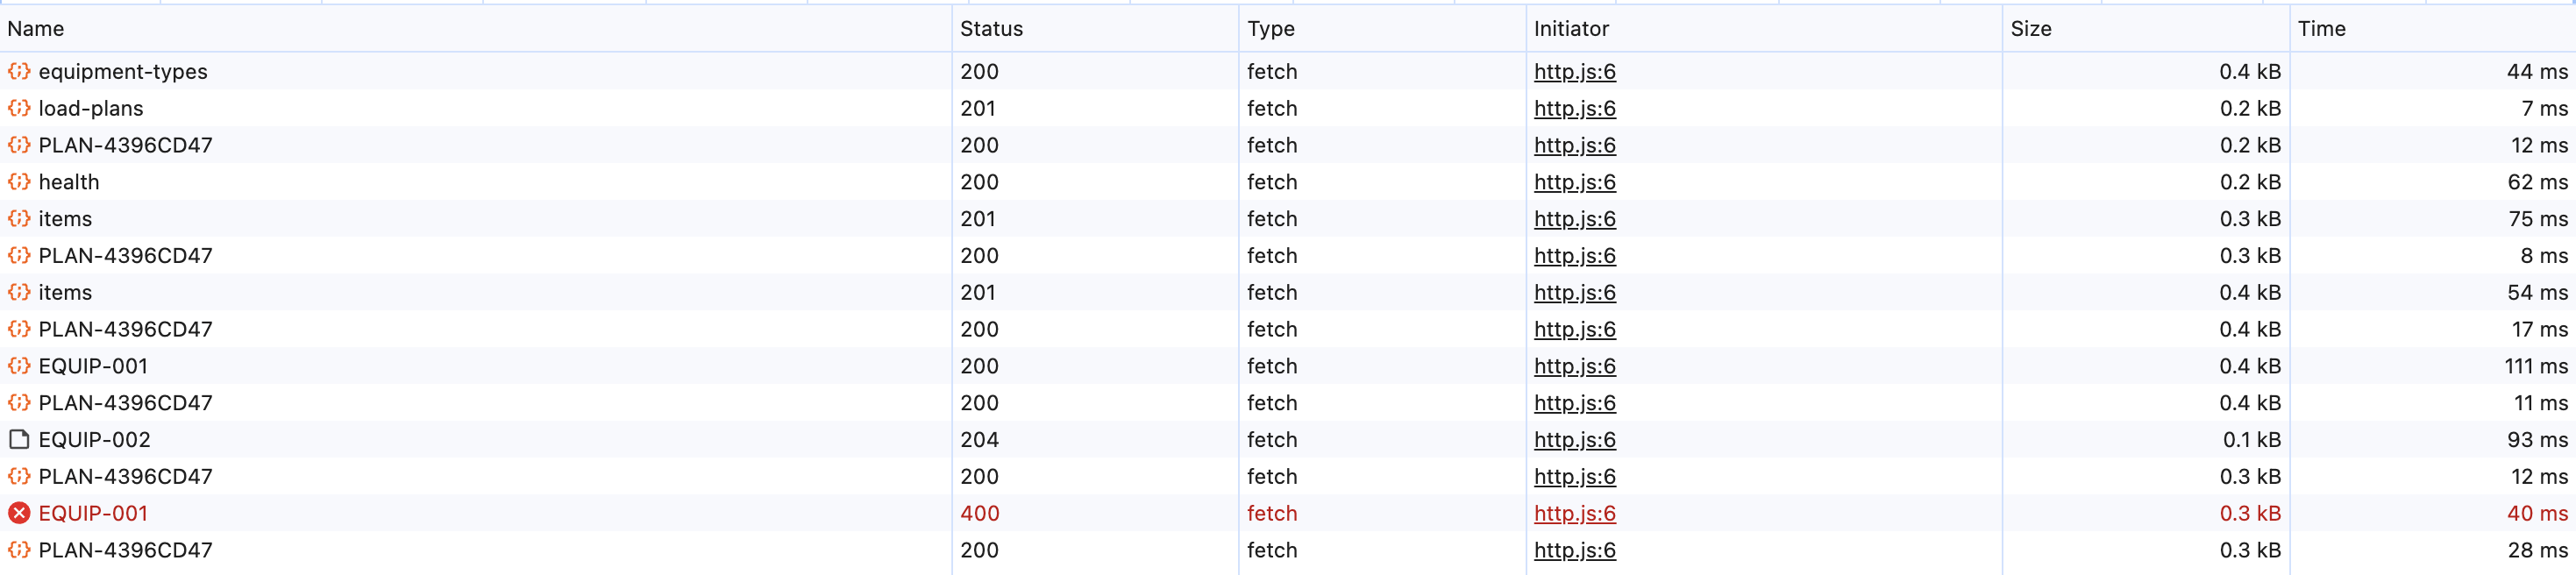 Name Status Type Initiator Size Time
equipment-types 200 fetch http.js:6 0.4 kB 44 ms
load-plans 201 fetch http.js:6 0.2 kB 7 ms
PLAN-4396CD47 200 fetch http.js:6 0.2 kB 12 ms
health 200 fetch http.js:6 0.2 kB 62 ms
items 201 fetch http.js:6 0.3 kB 75 ms
PLAN-4396CD47 200 fetch http.js:6 0.3 kB 8 ms
items 201 fetch http.js:6 0.4 kB 54 ms
PLAN-4396CD47 200 fetch http.js:6 0.4 kB 17 ms
EQUIP-001 200 fetch http.js:6 0.4 kB 111 ms
PLAN-4396CD47 200 fetch http.js:6 0.4 kB 11 ms
EQUIP-002 204 fetch http.js:6 0.1 kB 93 ms
PLAN-4396CD47 200 fetch http.js:6 0.3 kB 12 ms
EQUIP-001 400 fetch http.js:6 0.3 kB 40 ms
PLAN-4396CD47 200 fetch http.js:6 0.3 kB 28 ms